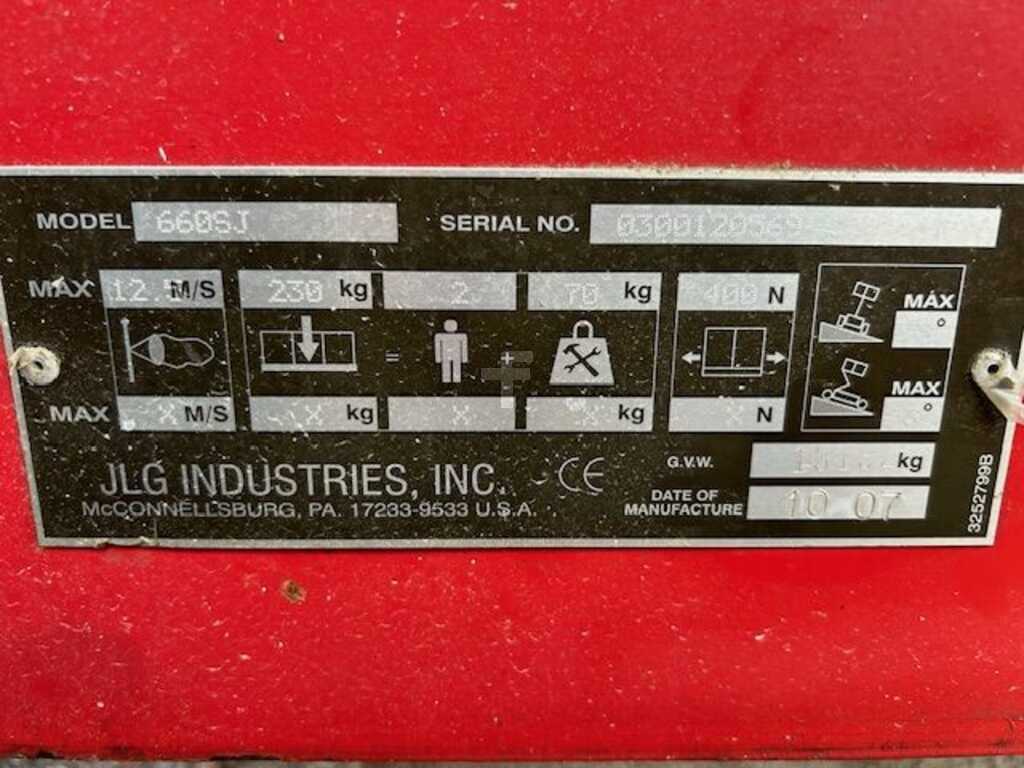 MODEL 660SJ SERIAL NO. 0300120569
MAX 12.5 M/S 230 kg 2 70 kg 400 N MAX °
= +
MAX X M/S X kg X X kg X N MAX °
JLG INDUSTRIES, INC. CE G.V.W. kg
McCONNELLSBURG, PA. 17233-9533 U.S.A. DATE OF MANUFACTURE 10 07
3252799B